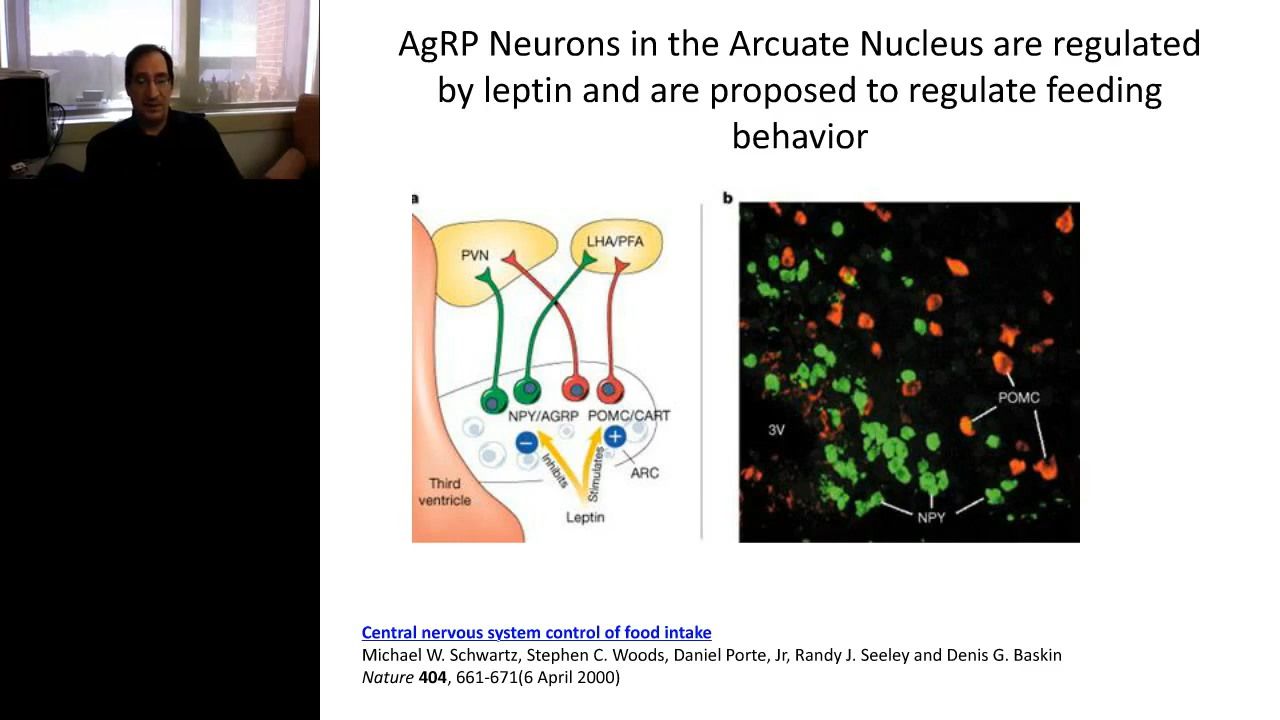 AgRP Neurons in the Arcuate Nucleus are regulated
by leptin and are proposed to regulate feeding
behavior
a
PVN
LHA/PFA
NPY/AGRP
POMC/CART
Inhibits
Stimulates
ARC
Third
ventricle
Leptin
b
POMC
3V
NPY
Central nervous system control of food intake
Michael W. Schwartz, Stephen C. Woods, Daniel Porte, Jr, Randy J. Seeley and Denis G. Baskin
Nature 404, 661-671(6 April 2000)